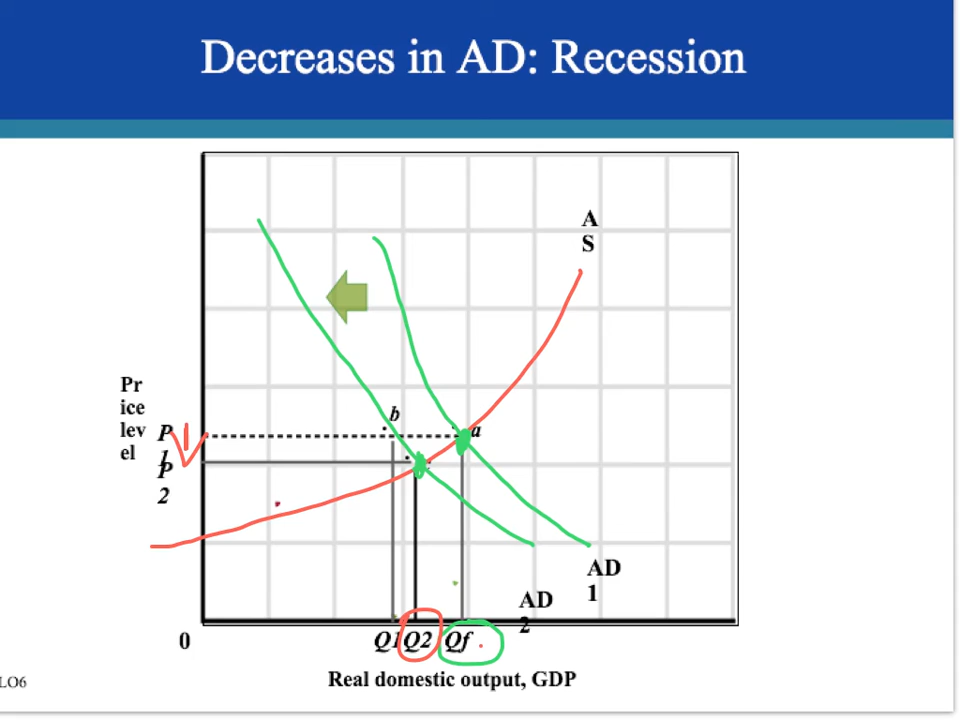 Decreases in AD: Recession
A
S
Pr
ice
lev
el
P
1
P
2
b
a
AD
1
AD
2
0
Q1 Q2 Qf
Real domestic output, GDP
LO6